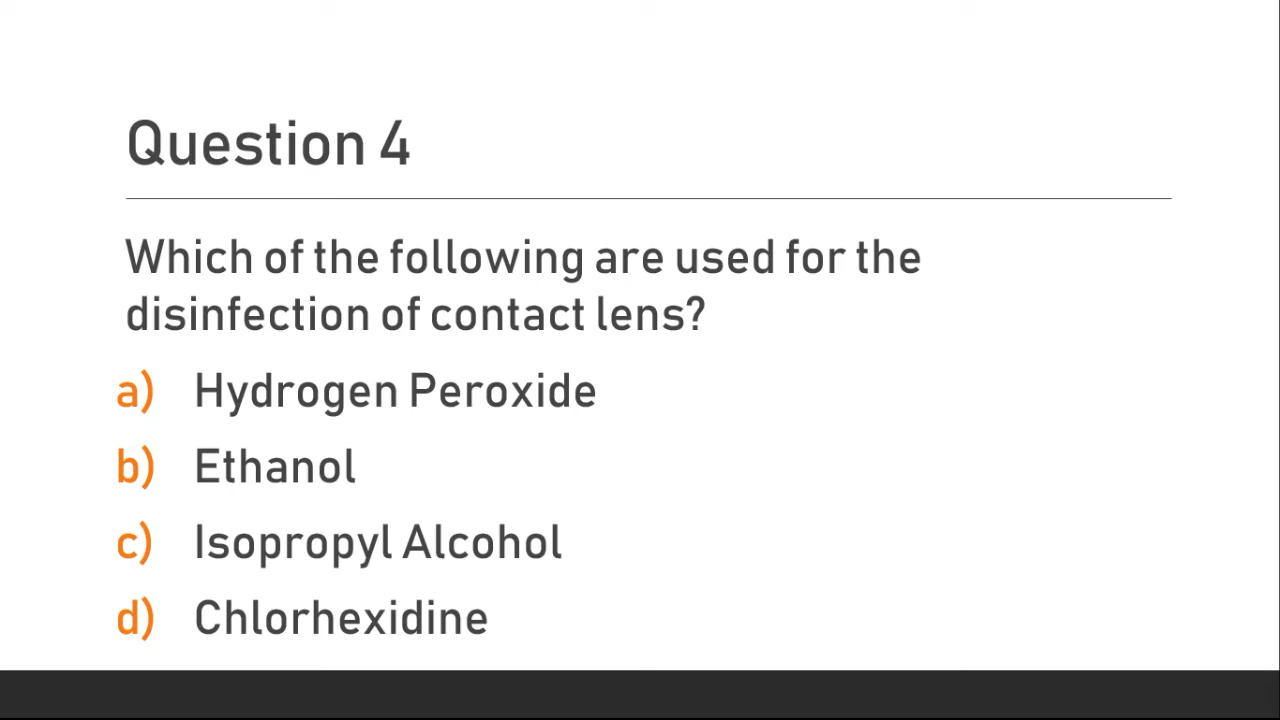 Question 4
Which of the following are used for the
disinfection of contact lens?
a) Hydrogen Peroxide
b) Ethanol
c) Isopropyl Alcohol
d) Chlorhexidine